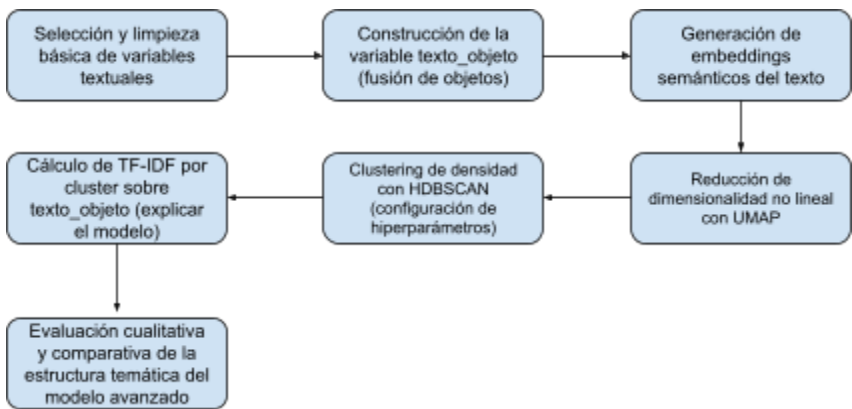 Selección y limpieza
básica de variables
textuales
Construcción de la
variable texto_objeto
(fusión de objetos)
Generación de
embeddings
semánticos del texto
Reducción de
dimensionalidad no lineal
con UMAP
Clustering de densidad
con HDBSCAN
(configuración de
hiperparámetros)
Cálculo de TF-IDF por
cluster sobre
texto_objeto (explicar
el modelo)
Evaluación cualitativa
y comparativa de la
estructura temática del
modelo avanzado